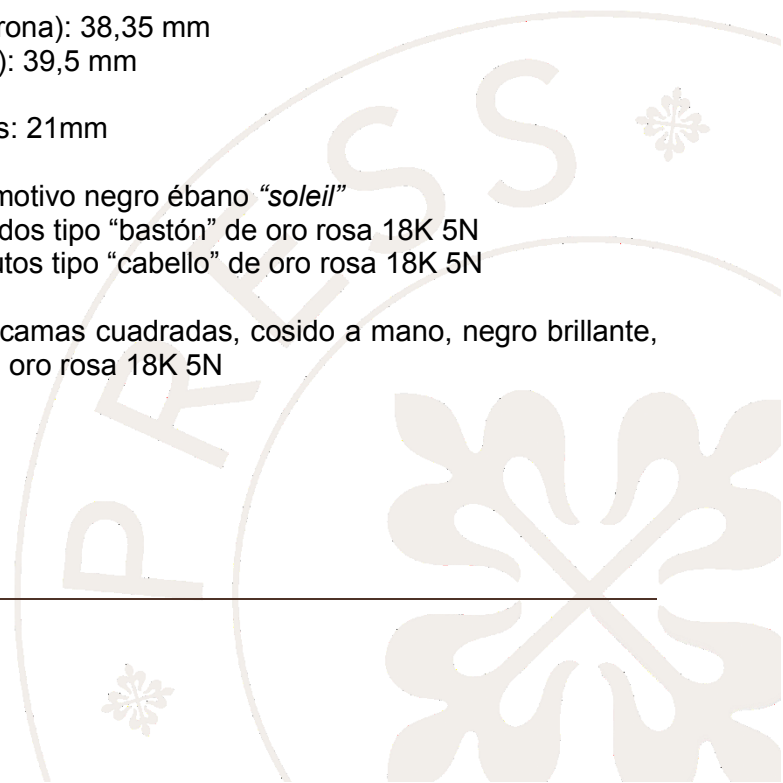 rona): 38,35 mm
): 39,5 mm
s: 21mm
motivo negro ébano “soleil”
dos tipo “bastón” de oro rosa 18K 5N
utos tipo “cabello” de oro rosa 18K 5N
camas cuadradas, cosido a mano, negro brillante,
oro rosa 18K 5N
PRESS